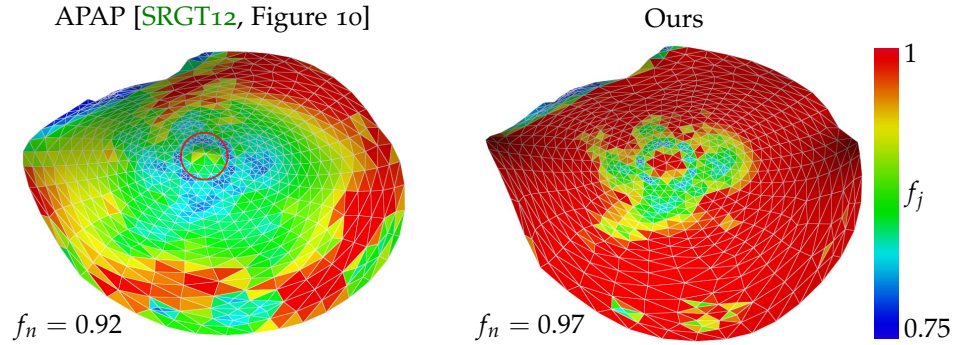 APAP [SRGT12, Figure 10]
Ours
1
f_j
0.75
f_n = 0.92
f_n = 0.97